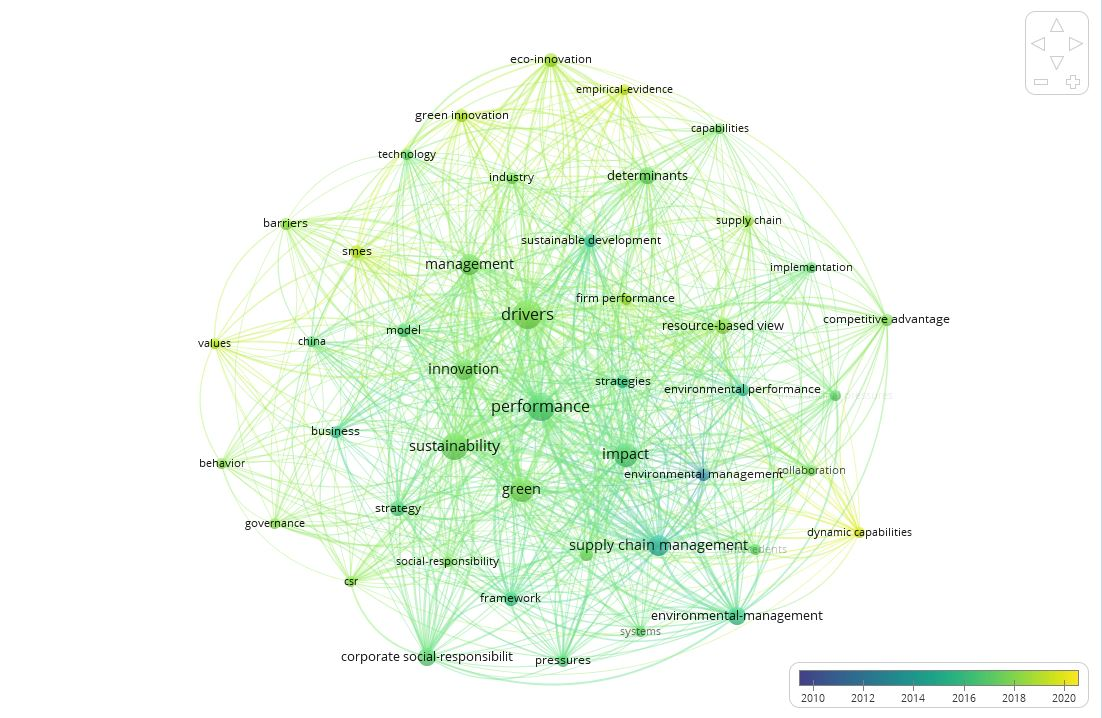 eco-innovation
empirical-evidence
green innovation
capabilities
technology
industry
determinants
barriers
supply chain
smes
sustainable development
management
implementation
firm performance
drivers
resource-based view
competitive advantage
model
china
values
innovation
strategies
environmental performance
pressures
performance
business
sustainability
impact
behavior
environmental management
collaboration
green
strategy
governance
dynamic capabilities
supply chain management
social-responsibility
csr
framework
environmental-management
systems
corporate social-responsibilit
pressures
2010
2012
2014
2016
2018
2020